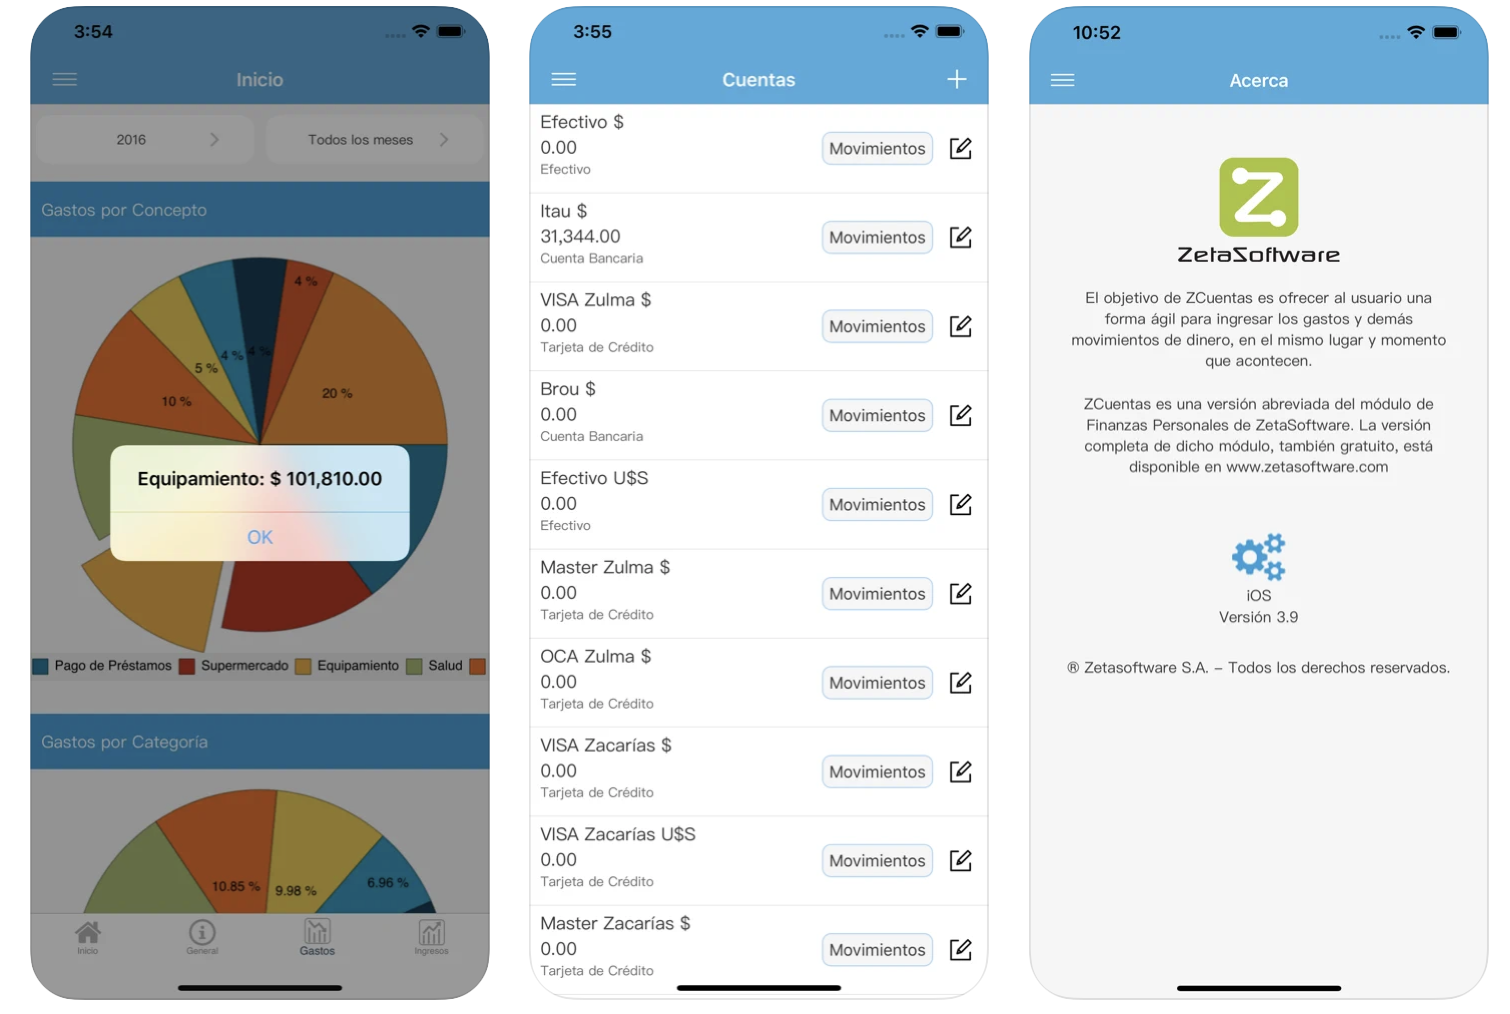 3:54
Inicio
2016
Todos los meses
Gastos por Concepto
4 %
4 %
4 %
5 %
20 %
10 %
Equipamiento: $ 101,810.00
OK
Pago de Préstamos Supermercado Equipamiento Salud
Gastos por Categoría
10.85 %
9.98 %
6.96 %
Inicio
General
Gastos
Ingresos
3:55
Cuentas
Efectivo $
0.00
Efectivo
Movimientos
Itau $
31,344.00
Cuenta Bancaria
Movimientos
VISA Zulma $
0.00
Tarjeta de Crédito
Movimientos
Brou $
0.00
Cuenta Bancaria
Movimientos
Efectivo U$S
0.00
Efectivo
Movimientos
Master Zulma $
0.00
Tarjeta de Crédito
Movimientos
OCA Zulma $
0.00
Tarjeta de Crédito
Movimientos
VISA Zacarías $
0.00
Tarjeta de Crédito
Movimientos
VISA Zacarías U$S
0.00
Tarjeta de Crédito
Movimientos
Master Zacarías $
0.00
Tarjeta de Crédito
Movimientos
10:52
Acerca
Z
ZetaSoftware
El objetivo de ZCuentas es ofrecer al usuario una
forma ágil para ingresar los gastos y demás
movimientos de dinero, en el mismo lugar y momento
que acontecen.
ZCuentas es una versión abreviada del módulo de
Finanzas Personales de ZetaSoftware. La versión
completa de dicho módulo, también gratuito, está
disponible en www.zetasoftware.com
iOS
Versión 3.9
® Zetasoftware S.A. – Todos los derechos reservados.